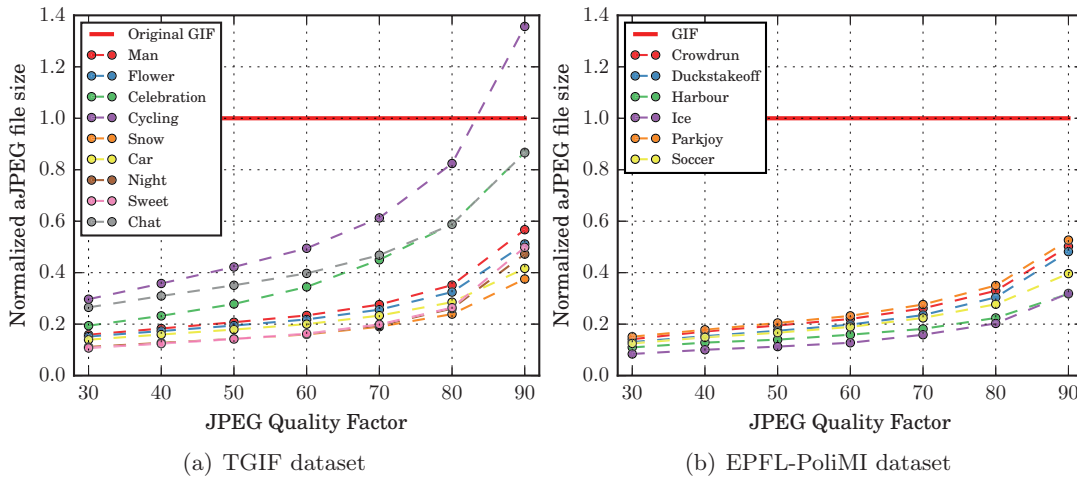 1.4
1.2
1.0
0.8
0.6
0.4
0.2
0.0
Normalized aJPEG file size
Original GIF
Man
Flower
Celebration
Cycling
Snow
Car
Night
Sweet
Chat
30 40 50 60 70 80 90
JPEG Quality Factor
(a) TGIF dataset
1.4
1.2
1.0
0.8
0.6
0.4
0.2
0.0
Normalized aJPEG file size
GIF
Crowdrun
Duckstakeoff
Harbour
Ice
Parkjoy
Soccer
30 40 50 60 70 80 90
JPEG Quality Factor
(b) EPFL-PoliMI dataset